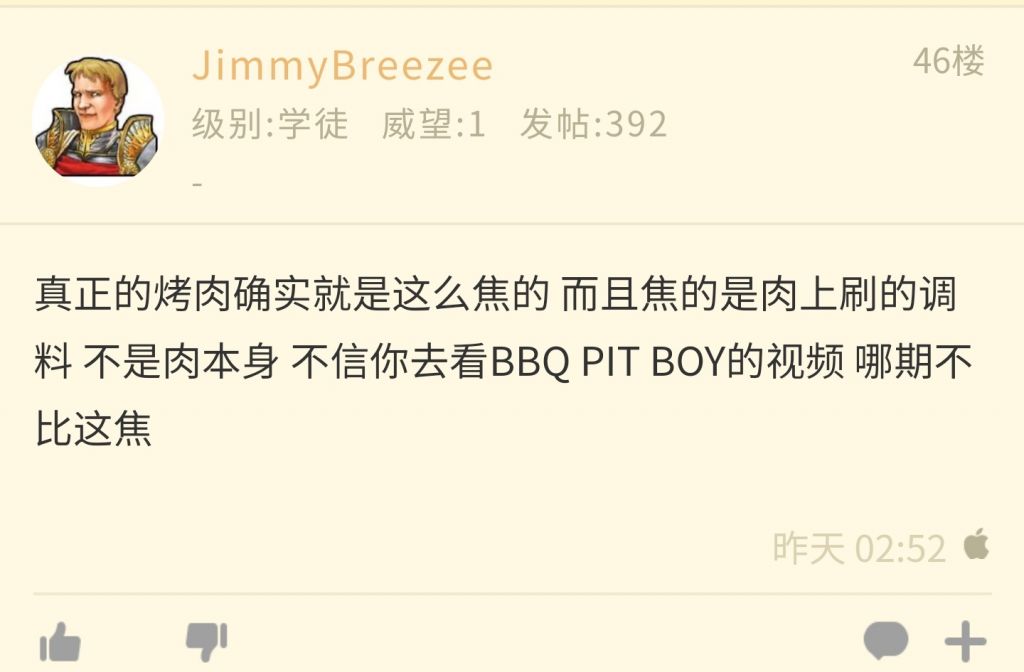 JimmyBreezee
46楼
级别:学徒 威望:1 发帖:392
-
真正的烤肉确实就是这么焦的 而且焦的是肉上刷的调
料 不是肉本身 不信你去看BBQ PIT BOY的视频 哪期不
比这焦
昨天 02:52